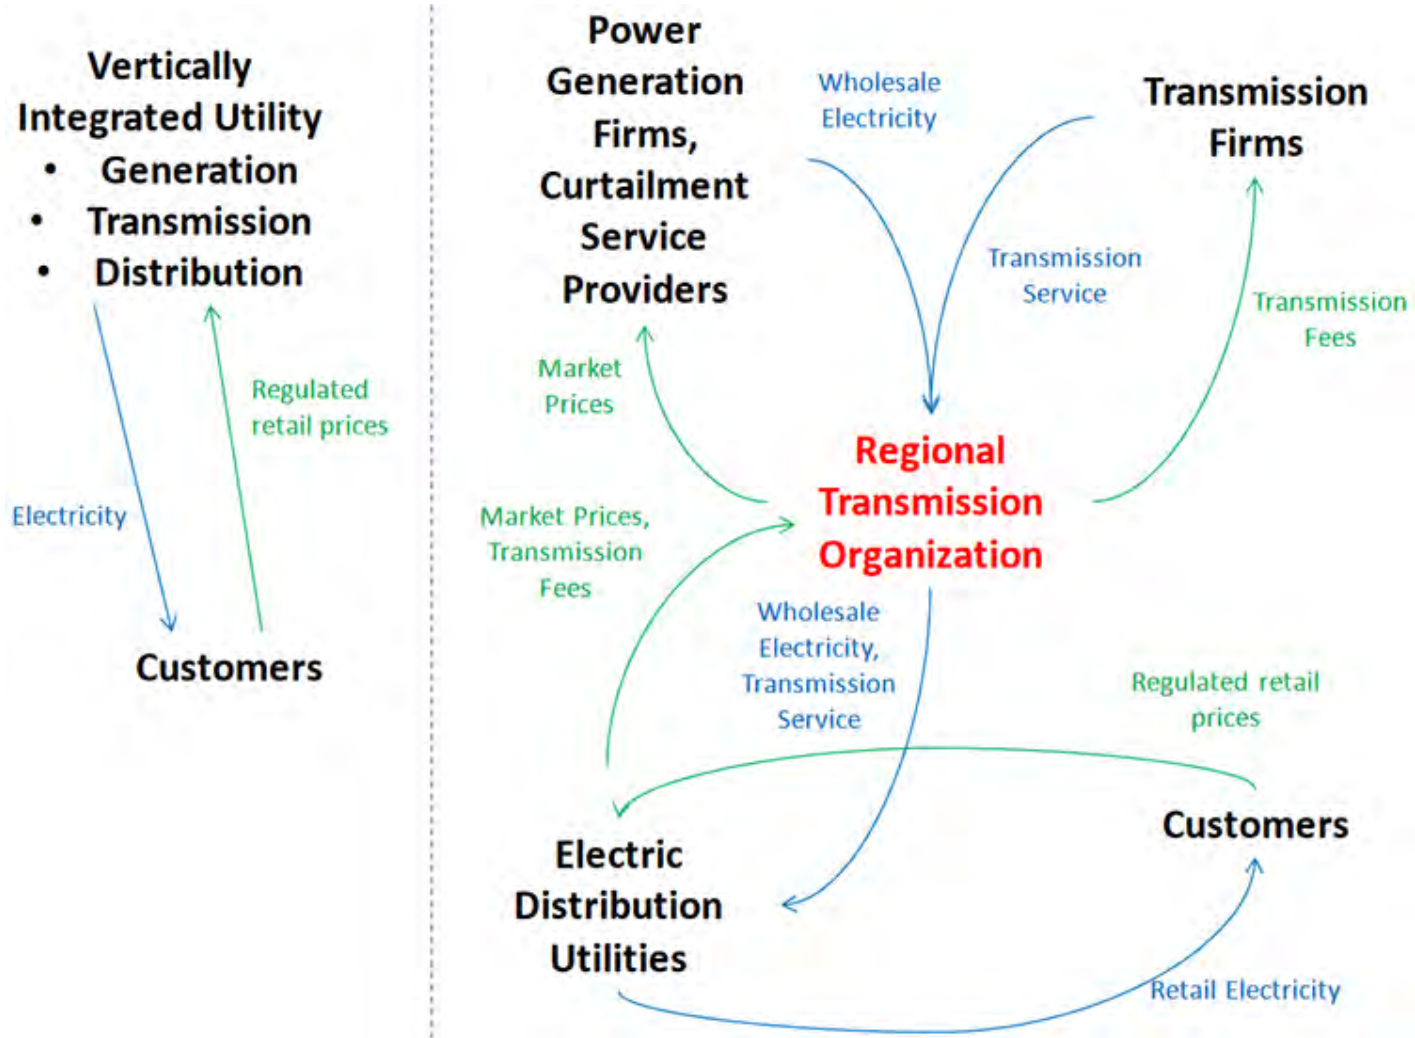 Vertically
Integrated Utility
• Generation
• Transmission
• Distribution
Regulated
retail prices
Electricity
Customers
Power
Generation
Firms,
Curtailment
Service
Providers
Wholesale
Electricity
Transmission
Firms
Transmission
Service
Transmission
Fees
Market
Prices
Regional
Transmission
Organization
Market Prices,
Transmission
Fees
Wholesale
Electricity,
Transmission
Service
Regulated retail
prices
Customers
Electric
Distribution
Utilities
Retail Electricity